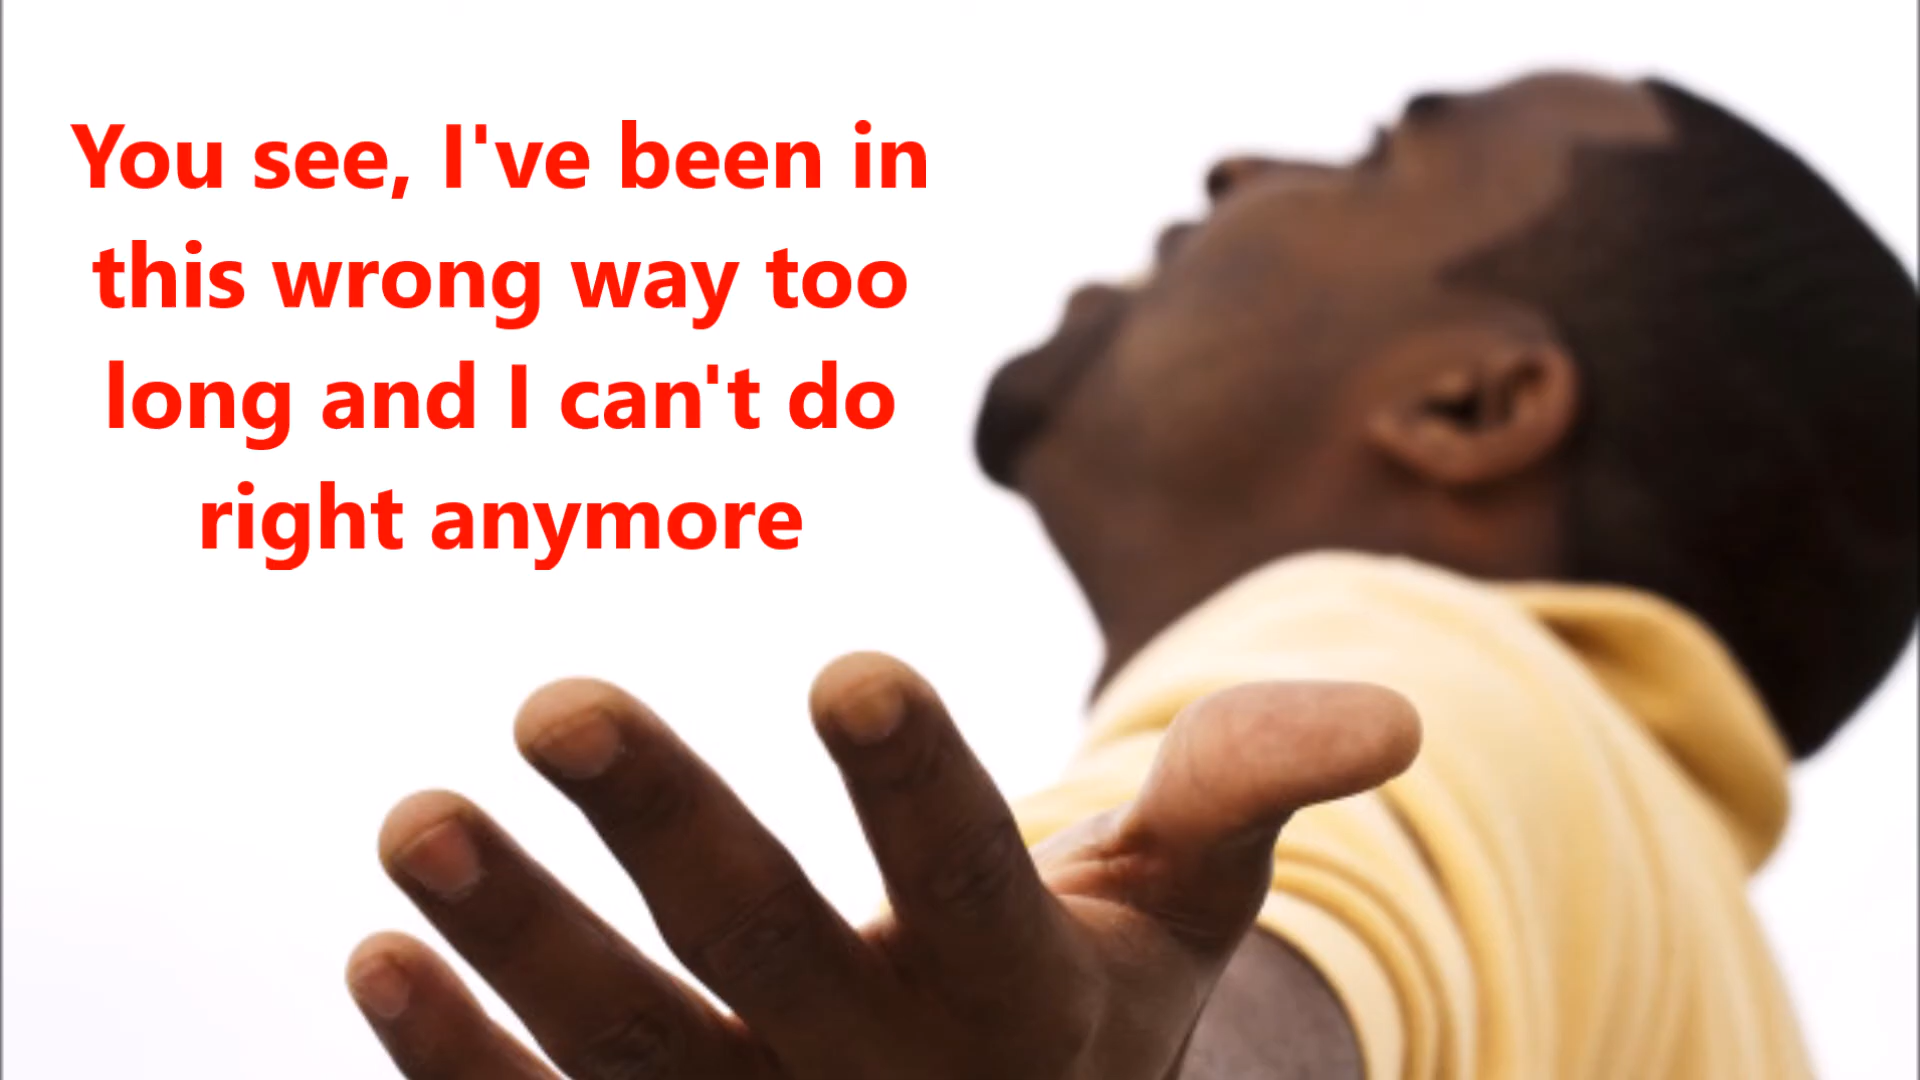 You see, I've been in
this wrong way too
long and I can't do
right anymore